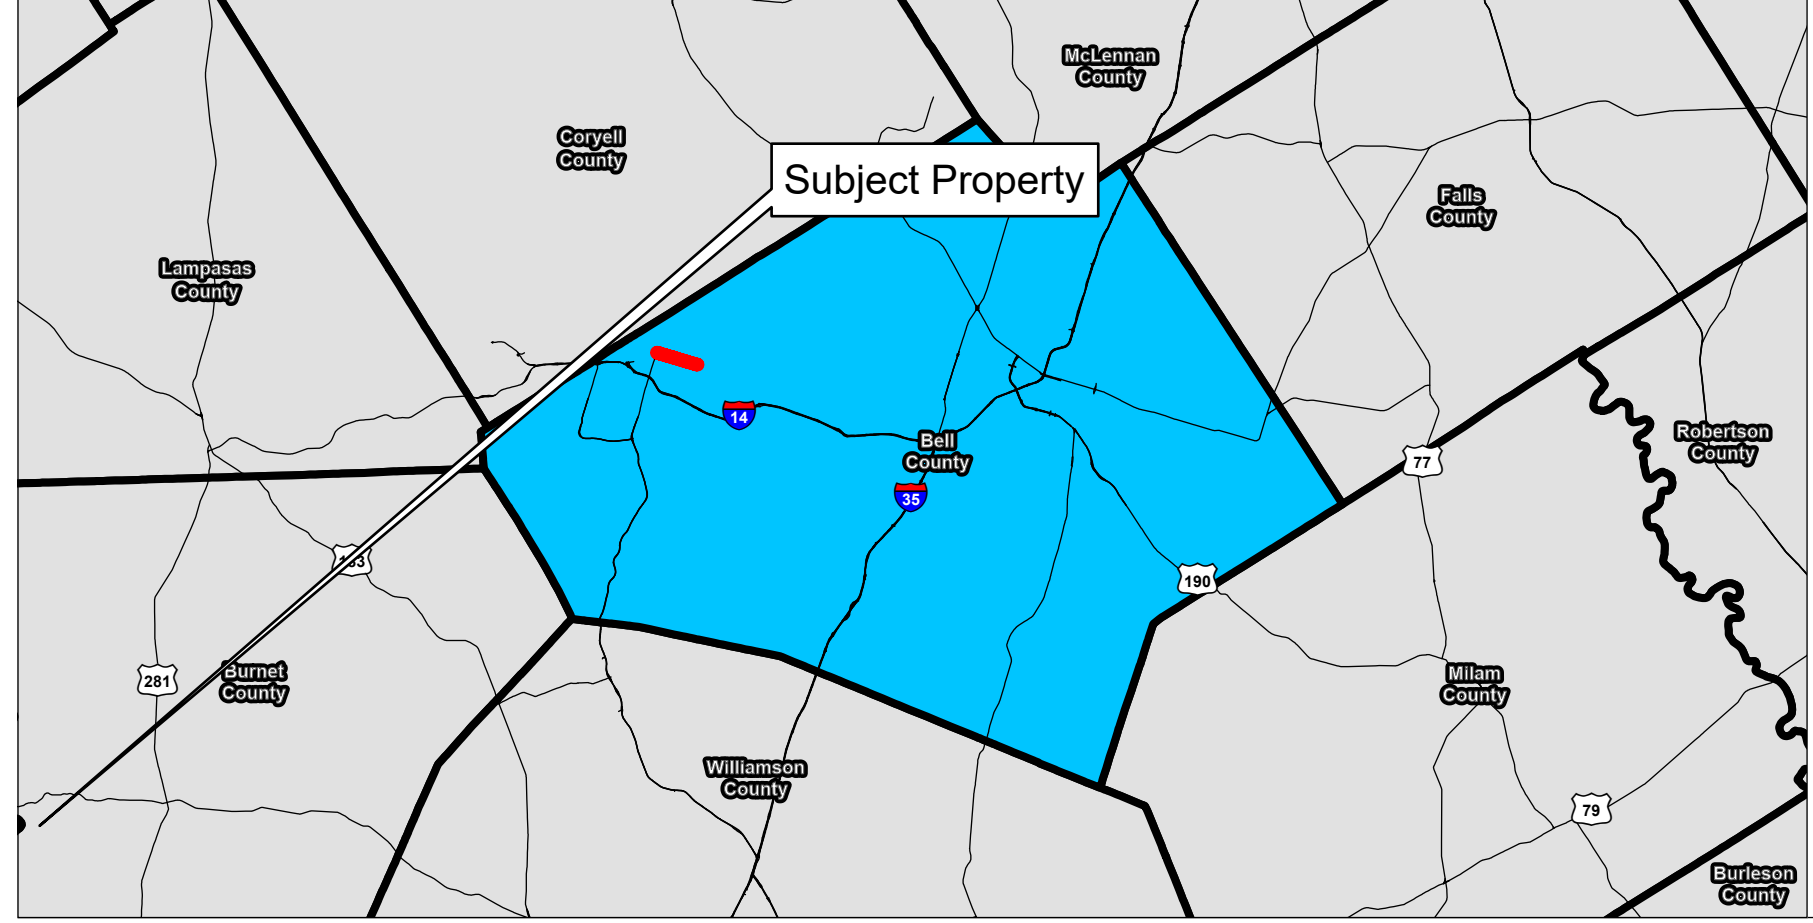 McLennan
County
Coryell
County
Subject Property
Falls
County
Lampasas
County
14
Bell
County
35
77
Robertson
County
190
281
Burnet
County
Milam
County
Williamson
County
79
Burleson
County